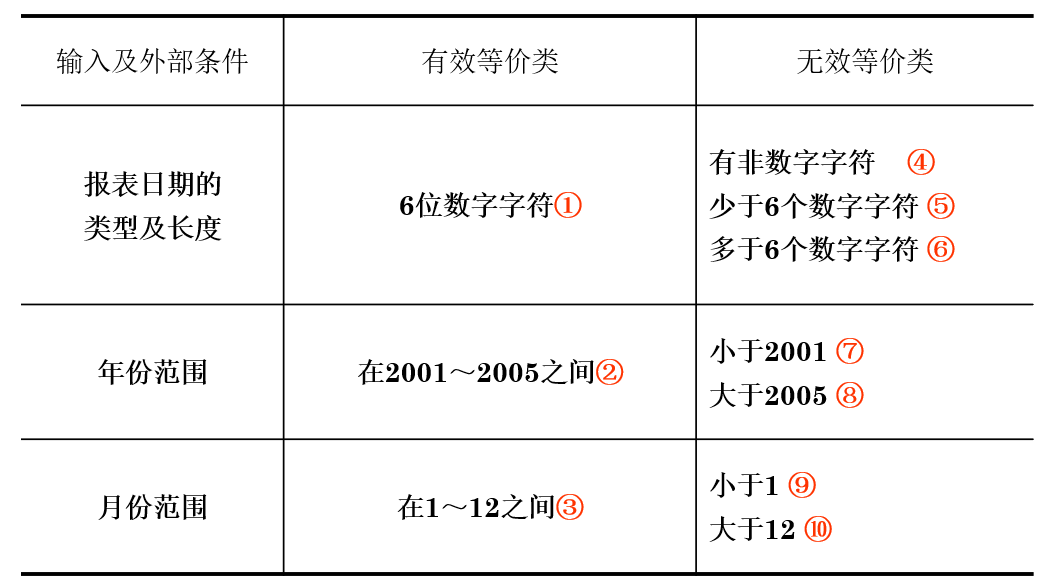 输入及外部条件 有效等价类 无效等价类
报表日期的
类型及长度
6位数字字符①
有非数字字符 ④
少于6个数字字符 ⑤
多于6个数字字符 ⑥
年份范围
在2001～2005之间②
小于2001 ⑦
大于2005 ⑧
月份范围
在1～12之间③
小于1 ⑨
大于12 ⑩